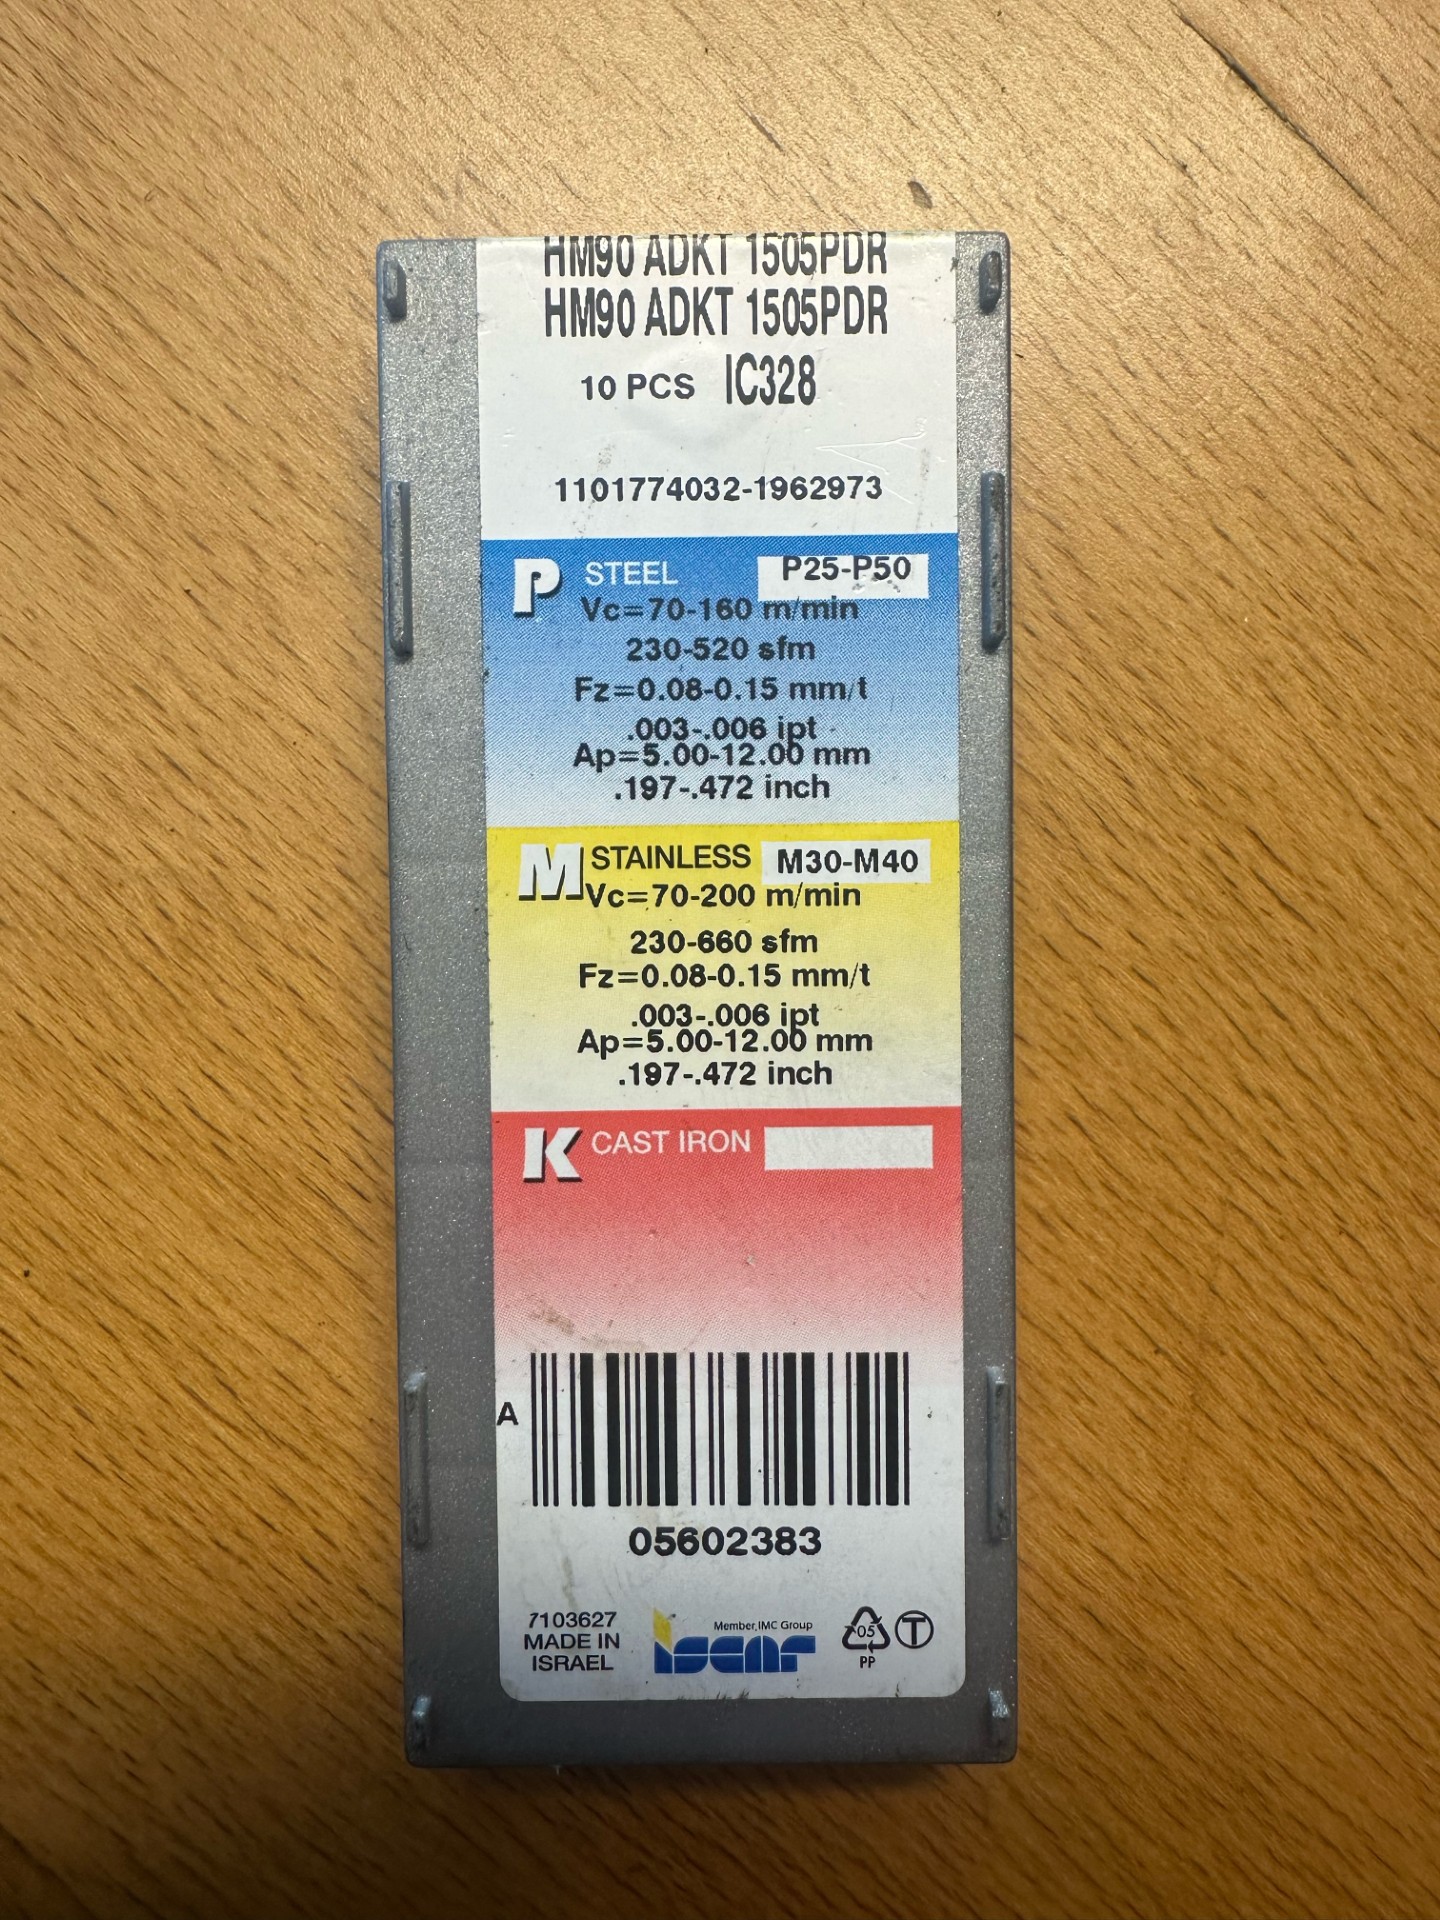 HM90 ADKT 1505PDR
HM90 ADKT 1505PDR
10 PCS IC328
1101774032-1962973
P STEEL P25-P50
Vc=70-160 m/min
230-520 sfm
Fz=0.08-0.15 mm/t
.003-.006 ipt
Ap=5.00-12.00 mm
.197-.472 inch
M STAINLESS M30-M40
Vc=70-200 m/min
230-660 sfm
Fz=0.08-0.15 mm/t
.003-.006 ipt
Ap=5.00-12.00 mm
.197-.472 inch
K CAST IRON
A
05602383
7103627
MADE IN
ISRAEL
Member IMC Group
iscar
05
PP
T